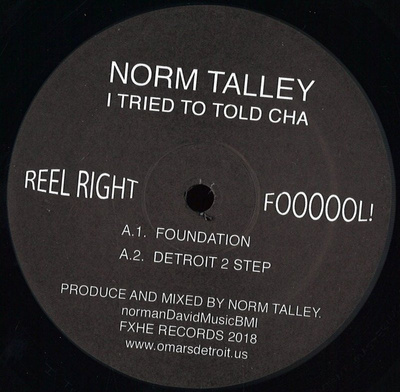 NORM TALLEY
I TRIED TO TOLD CHA
REEL RIGHT
FOOOOOL!
A.1. FOUNDATION
A.2. DETROIT 2 STEP
PRODUCE AND MIXED BY NORM TALLEY.
normanDavidMusicBMI
FXHE RECORDS 2018
www.omarsdetroit.us